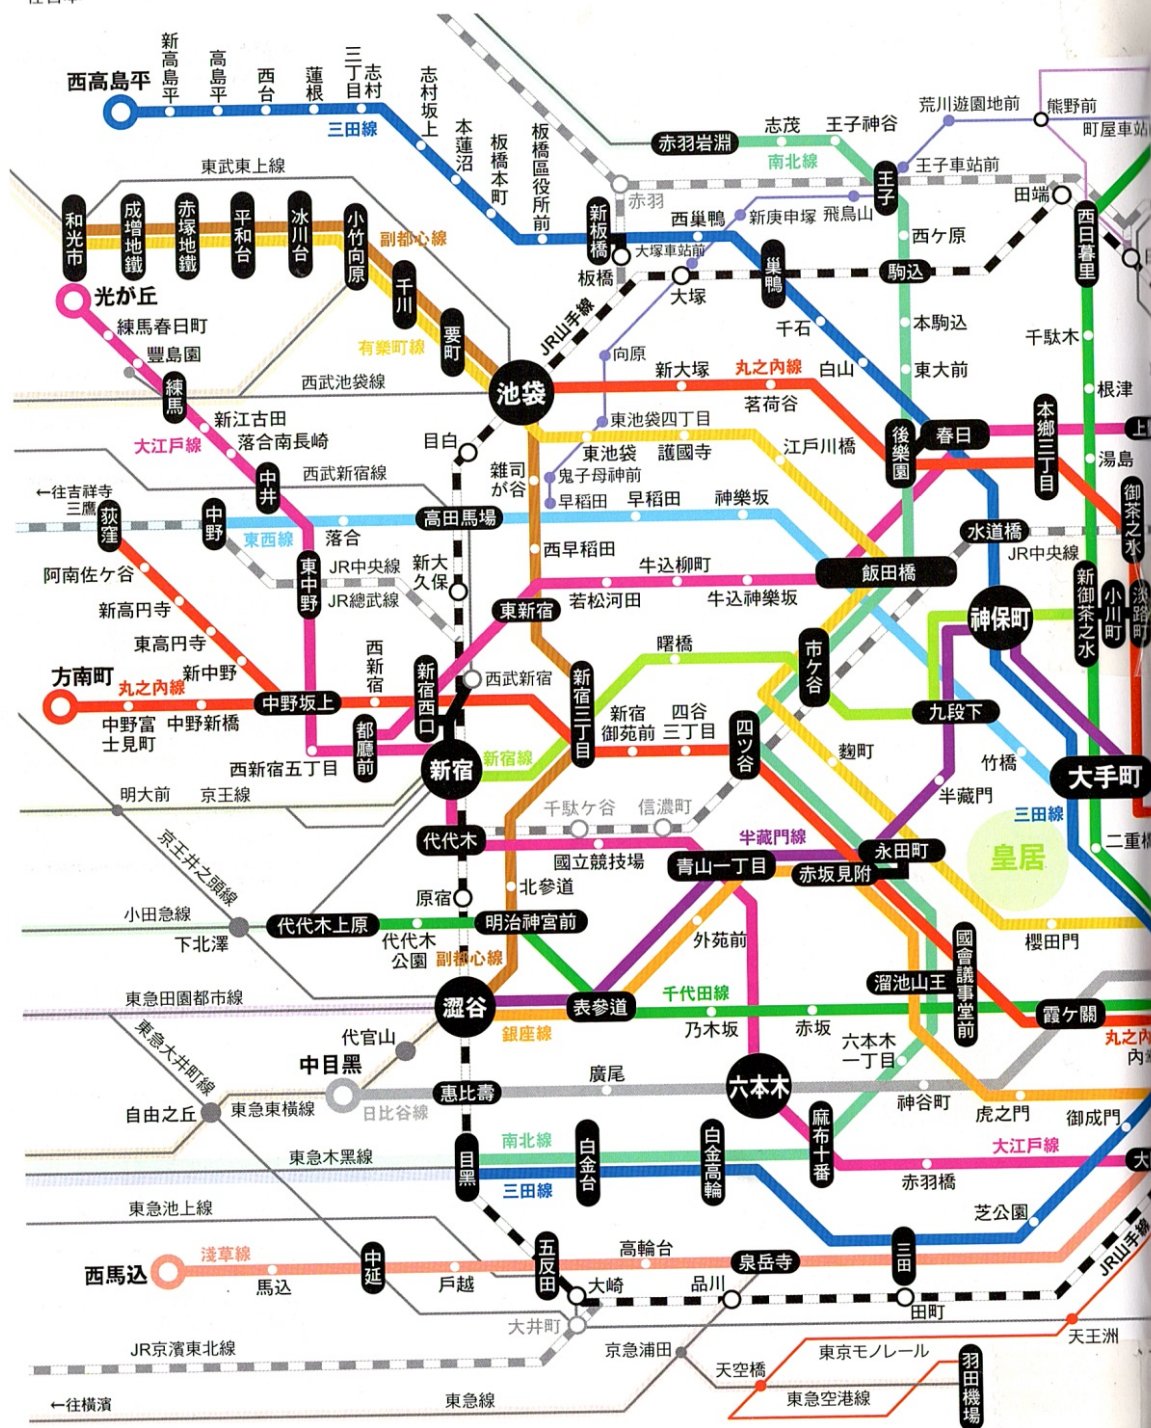 西高島平
新高島平
高島平
西台
蓮根
三丁目
志村
志村坂上
本蓮沼
板橋本町
板橋區役所前
三田線
赤羽岩淵
志茂
王子神谷
南北線
荒川遊園地前
熊野前
王子
王子車站前
東武東上線
赤羽
田端
和光市
成增地鐵
赤塚地鐵
平和台
冰川台
小竹向原
副都心線
新板橋
西巢鴨
新庚申塚
飛鳥山
西ケ原
西日暮里
大塚車站前
板橋
大塚
巢鴨
駒込
光が丘
千川
要町
JR山手線
千石
本駒込
千駄木
練馬春日町
豐島園
有樂町線
向原
新大塚
丸之內線
白山
東大前
西武池袋線
池袋
茗荷谷
根津
練馬
新江古田
落合南長崎
大江戶線
目白
東池袋四丁目
東池袋
護國寺
江戶川橋
後樂園
春日
本鄉三丁目
湯島
中井
西武新宿線
雜司が谷
鬼子母神前
早稻田
←往吉祥寺
三鷹
荻窪
中野
東西線
落合
高田馬場
早稻田
神樂坂
水道橋
御茶之水
JR中央線
阿南佐ケ谷
東中野
JR中央線
JR總武線
新大久保
西早稻田
牛込柳町
若松河田
牛込神樂坂
飯田橋
新御茶之水
小川町
淡路町
新高円寺
東高円寺
新中野
東新宿
神保町
曙橋
市ケ谷
方南町
丸之內線
中野富士見町
中野新橋
中野坂上
西新宿
新宿西口
西武新宿
新宿三丁目
新宿御苑前
四谷三丁目
四ツ谷
九段下
都廳前
西新宿五丁目
新宿
新宿線
麴町
竹橋
大手町
明大前
京王線
千駄ケ谷
信濃町
半藏門
三田線
京王井之頭線
代代木
國立競技場
半藏門線
青山一丁目
永田町
赤坂見附
皇居
原宿
北參道
小田急線
下北澤
代代木上原
代代木公園
明治神宮前
外苑前
櫻田門
副都心線
國會議事堂前
溜池山王
東急田園都市線
澀谷
表參道
千代田線
銀座線
乃木坂
赤坂
霞ケ關
東急大井町線
代官山
中目黑
六本木一丁目
惠比壽
廣尾
六本木
日比谷線
神谷町
虎之門
御成門
自由之丘
東急東橫線
麻布十番
東急木黑線
目黑
南北線
三田線
白金台
白金高輪
大江戶線
赤羽橋
東急池上線
芝公園
淺草線
西馬込
馬込
中延
戶越
五反田
高輪台
泉岳寺
三田
大崎
品川
田町
JR山手線
大井町
JR京濱東北線
京急浦田
天王洲
天空橋
東京モノレール
東急空港線
羽田機場
←往橫濱
東急線